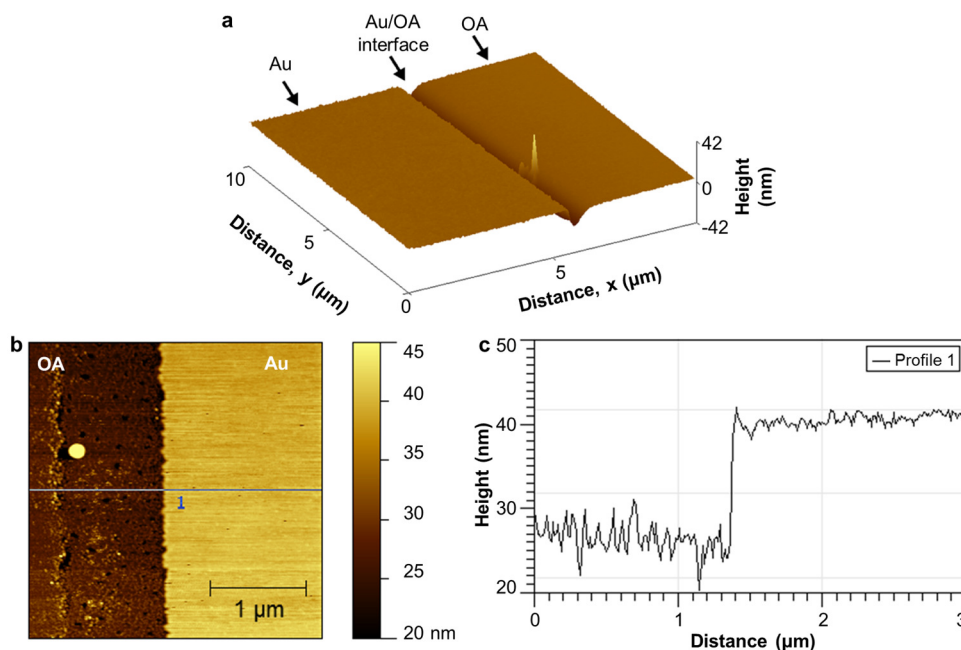 a
Au/OA
interface
OA
Au
42
0
-42
Height
(nm)
10
5
0
Distance, y (µm)
5
Distance, x (µm)
b
OA
Au
1
1 µm
45
40
35
30
25
20 nm
c
50
40
30
20
Height (nm)
Profile 1
0
1
2
3
Distance (µm)